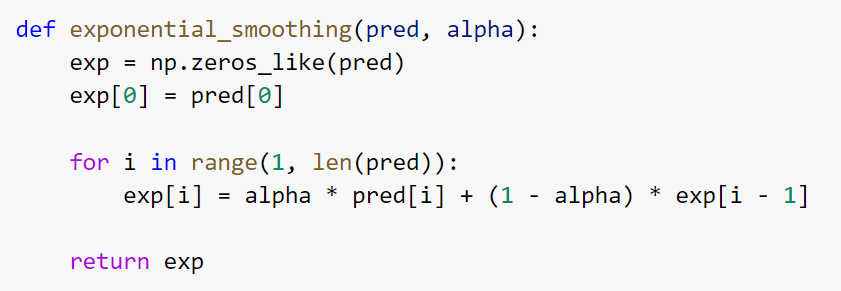 def exponential_smoothing(pred, alpha):
    exp = np.zeros_like(pred)
    exp[0] = pred[0]

    for i in range(1, len(pred)):
        exp[i] = alpha * pred[i] + (1 - alpha) * exp[i - 1]

    return exp